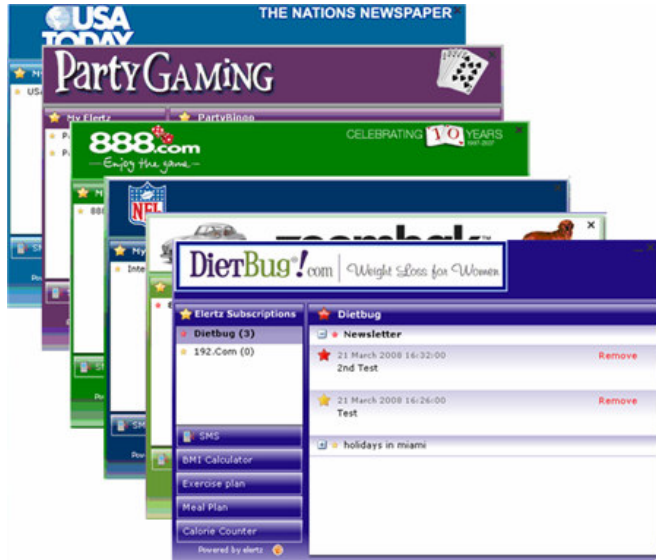 USA
TODAY
THE NATIONS NEWSPAPER
PartyGaming
My Elertz
PartyBingo
888.com
Enjoy the game
CELEBRATING 10 YEARS
1997-2007
NFL
zoombak
DietBug!.com Weight Loss for Women
Elertz Subscriptions
Dietbug (3)
192.Com (0)
SMS
BMI Calculator
Exercise plan
Meal Plan
Calorie Counter
Powered by elertz
Dietbug
Newsletter
21 March 2008 16:32:00
Remove
2nd Test
21 March 2008 16:26:00
Remove
Test
holidays in miami